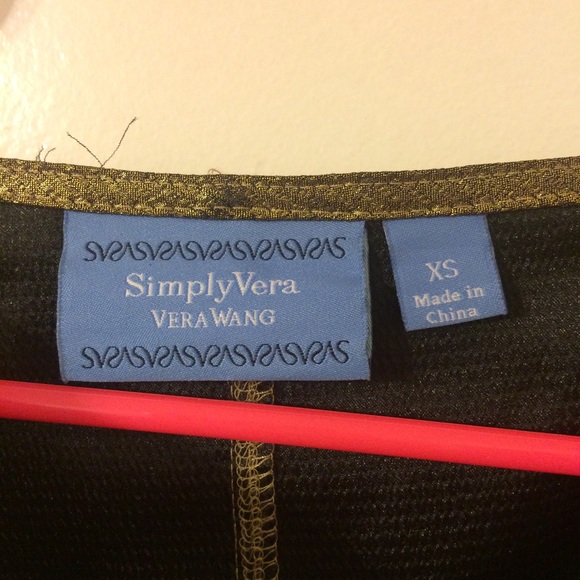 SimplyVera
VERA WANG
XS
Made in
China